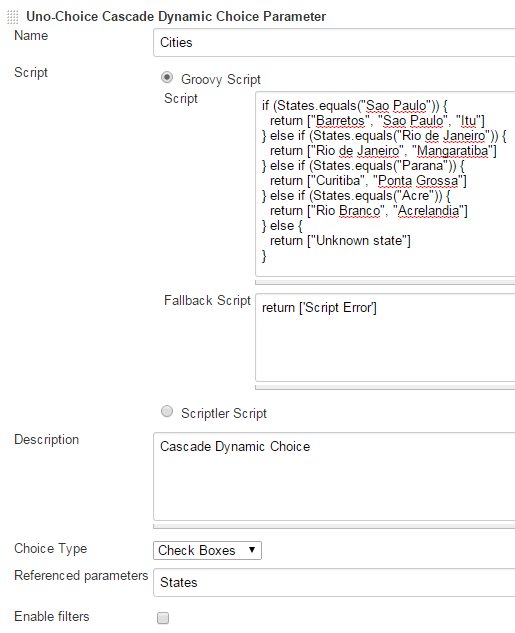 Uno-Choice Cascade Dynamic Choice Parameter
Name
Cities
Script
Groovy Script
Script
if (States.equals("Sao Paulo")) {
return ["Barretos", "Sao Paulo", "Itu"]
} else if (States.equals("Rio de Janeiro")) {
return ["Rio de Janeiro", "Mangaratiba"]
} else if (States.equals("Parana")) {
return ["Curitiba", "Ponta Grossa"]
} else if (States.equals("Acre")) {
return ["Rio Branco", "Acrelandia"]
} else {
return ["Unknown state"]
}
Fallback Script
return ['Script Error']
Scriptler Script
Description
Cascade Dynamic Choice
Choice Type
Check Boxes
Referenced parameters
States
Enable filters